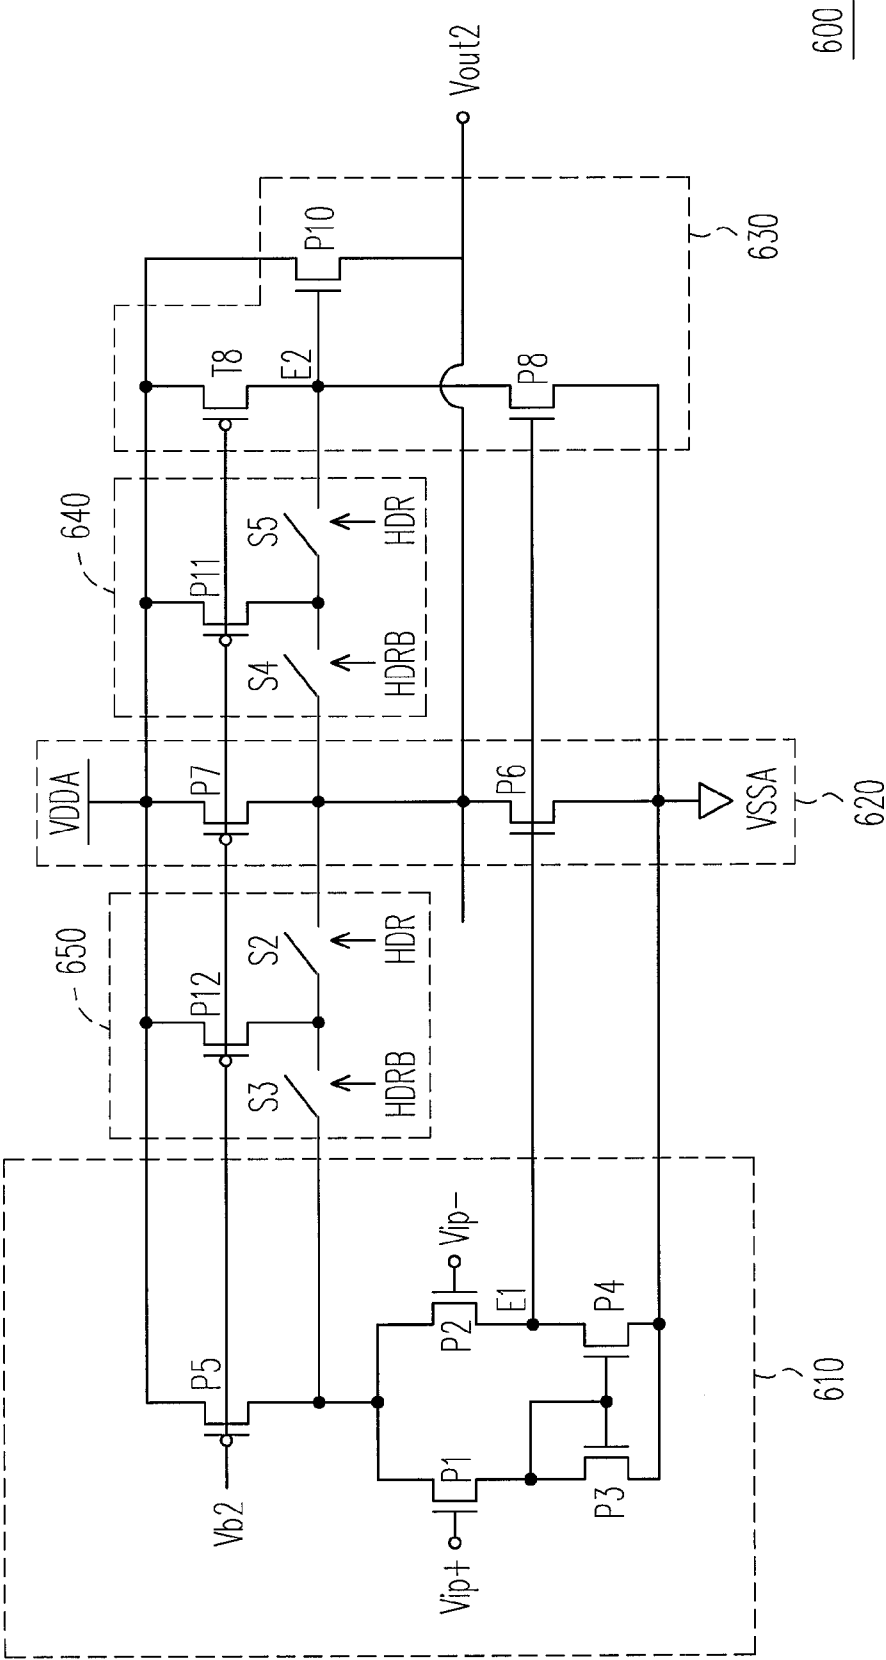 600
Vout2
P10
630
T8
E2
P8
640
P11
S5
HDR
S4
HDRB
VDDA
P7
P6
VSSA
620
650
P12
S2
HDR
S3
HDRB
P5
Vb2
Vip-
P2
E1
P4
P1
P3
Vip+
610